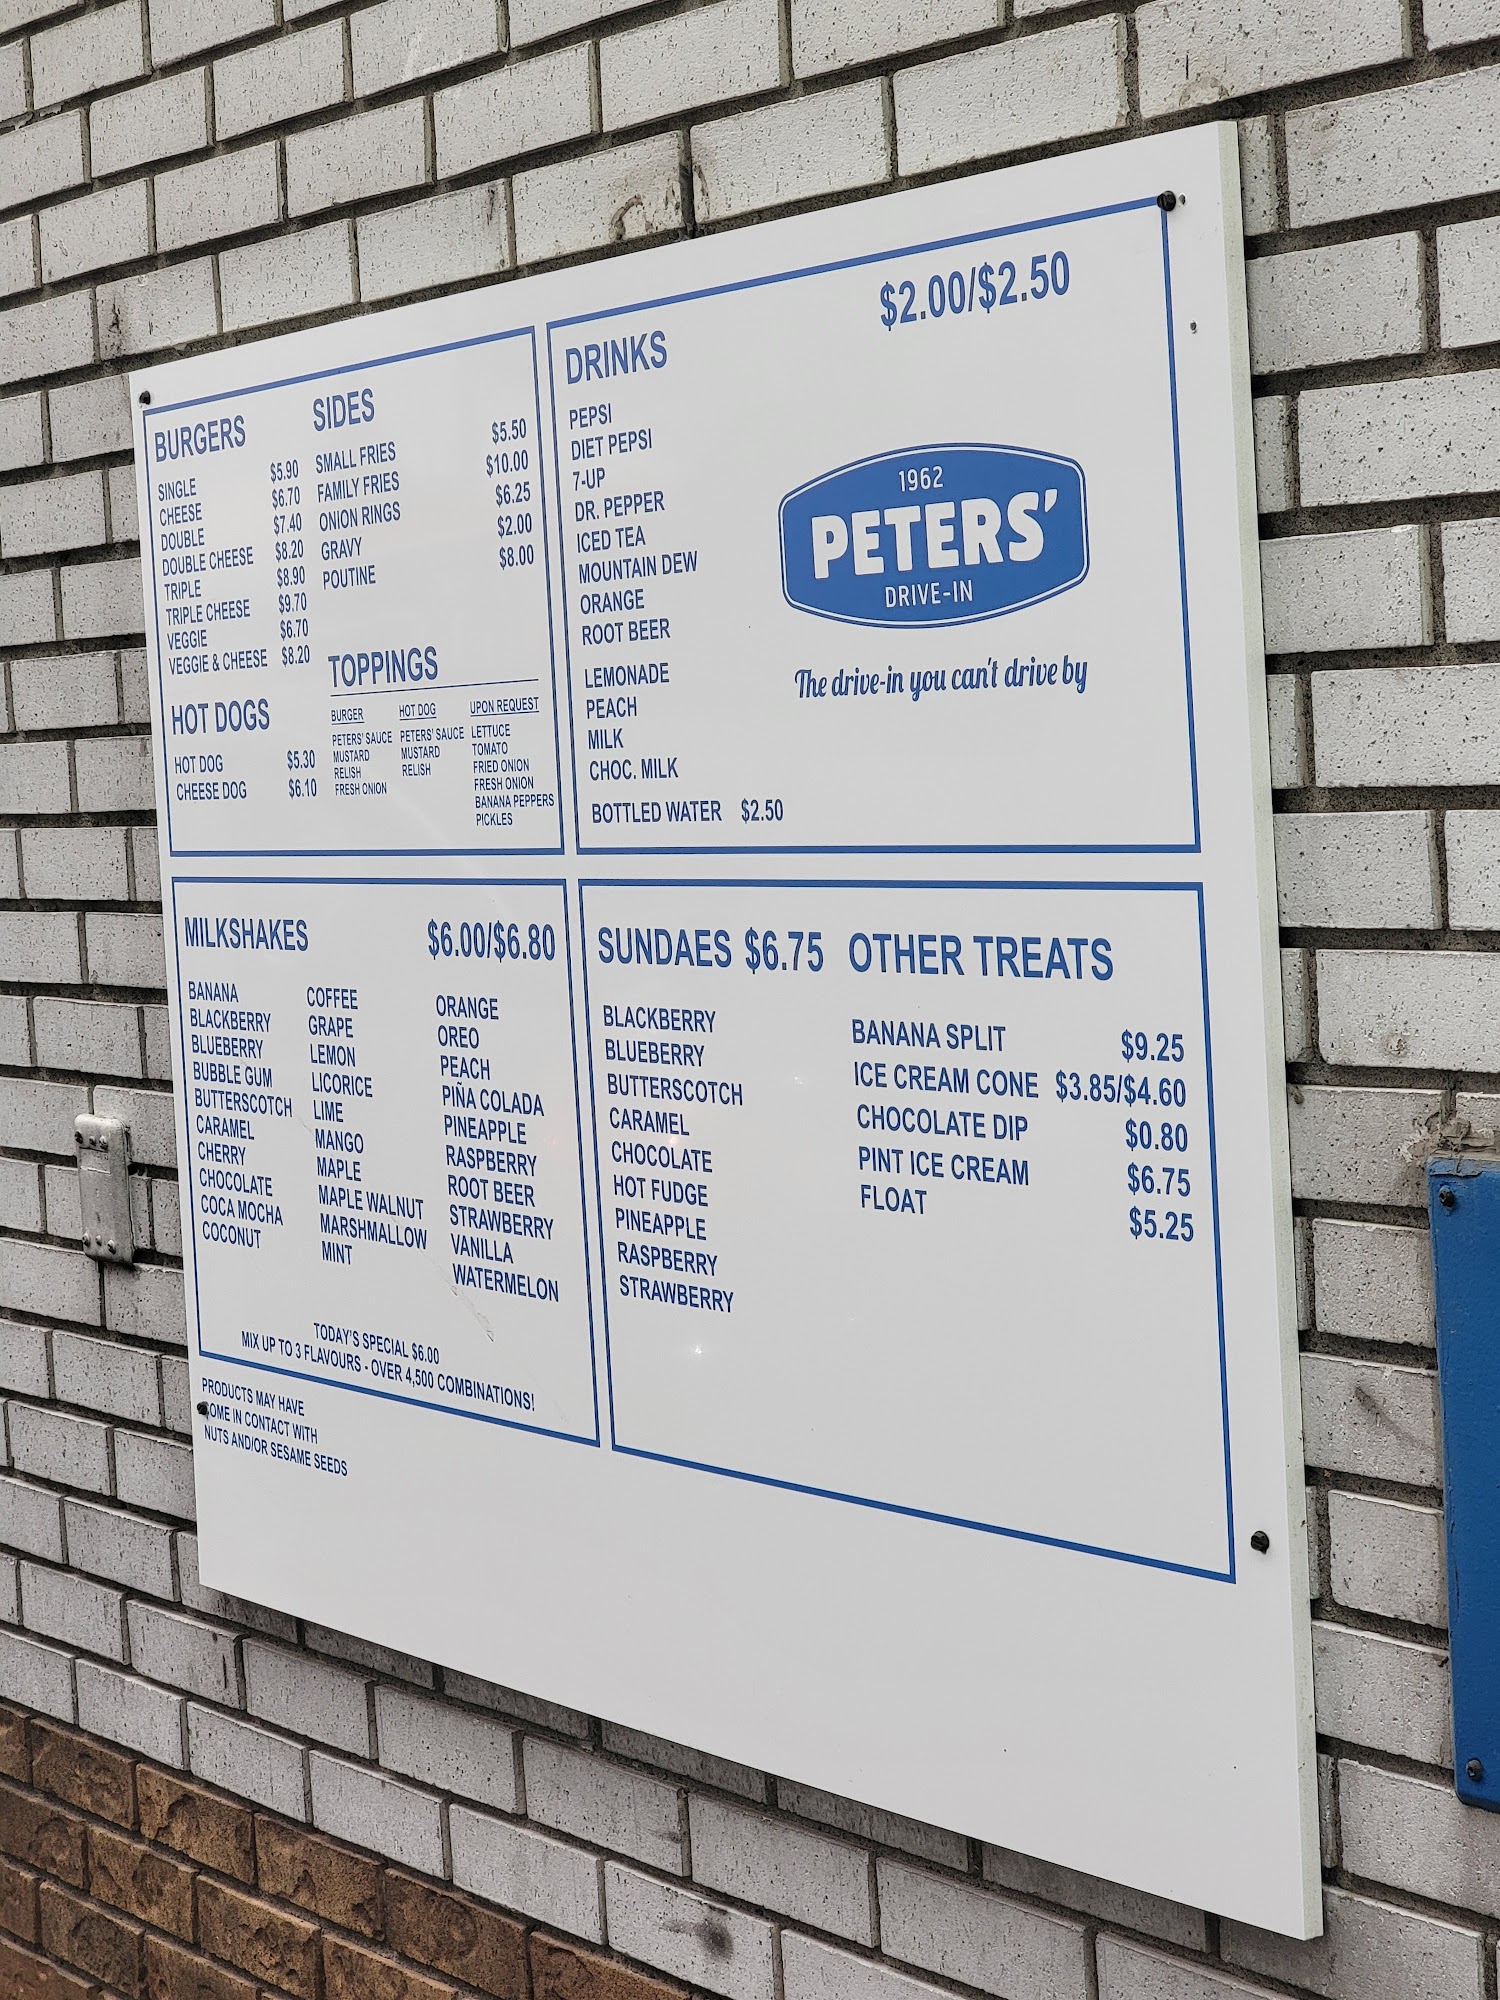 BURGERS
SINGLE $5.90
CHEESE $6.70
DOUBLE $7.40
DOUBLE CHEESE $8.20
TRIPLE $8.90
TRIPLE CHEESE $9.70
VEGGIE $6.70
VEGGIE & CHEESE $8.20
HOT DOGS
HOT DOG $5.30
CHEESE DOG $6.10
SIDES
SMALL FRIES $5.50
FAMILY FRIES $10.00
ONION RINGS $6.25
GRAVY $2.00
POUTINE $8.00
TOPPINGS
BURGER
PETERS' SAUCE
MUSTARD
RELISH
FRESH ONION
HOT DOG
PETERS' SAUCE
MUSTARD
RELISH
UPON REQUEST
LETTUCE
TOMATO
FRIED ONION
FRESH ONION
BANANA PEPPERS
PICKLES
DRINKS $2.00/$2.50
PEPSI
DIET PEPSI
7-UP
DR. PEPPER
ICED TEA
MOUNTAIN DEW
ORANGE
ROOT BEER
LEMONADE
PEACH
MILK
CHOC. MILK
BOTTLED WATER $2.50
1962
PETERS'
DRIVE-IN
The drive-in you can't drive by
MILKSHAKES $6.00/$6.80
BANANA
BLACKBERRY
BLUEBERRY
BUBBLE GUM
BUTTERSCOTCH
CARAMEL
CHERRY
CHOCOLATE
COCA MOCHA
COCONUT
COFFEE
GRAPE
LEMON
LICORICE
LIME
MANGO
MAPLE
MAPLE WALNUT
MARSHMALLOW
MINT
ORANGE
OREO
PEACH
PIÑA COLADA
PINEAPPLE
RASPBERRY
ROOT BEER
STRAWBERRY
VANILLA
WATERMELON
TODAY'S SPECIAL $6.00
MIX UP TO 3 FLAVOURS - OVER 4,500 COMBINATIONS!
SUNDAES $6.75
BLACKBERRY
BLUEBERRY
BUTTERSCOTCH
CARAMEL
CHOCOLATE
HOT FUDGE
PINEAPPLE
RASPBERRY
STRAWBERRY
OTHER TREATS
BANANA SPLIT $9.25
ICE CREAM CONE $3.85/$4.60
CHOCOLATE DIP $0.80
PINT ICE CREAM $6.75
FLOAT $5.25
PRODUCTS MAY HAVE
COME IN CONTACT WITH
NUTS AND/OR SESAME SEEDS